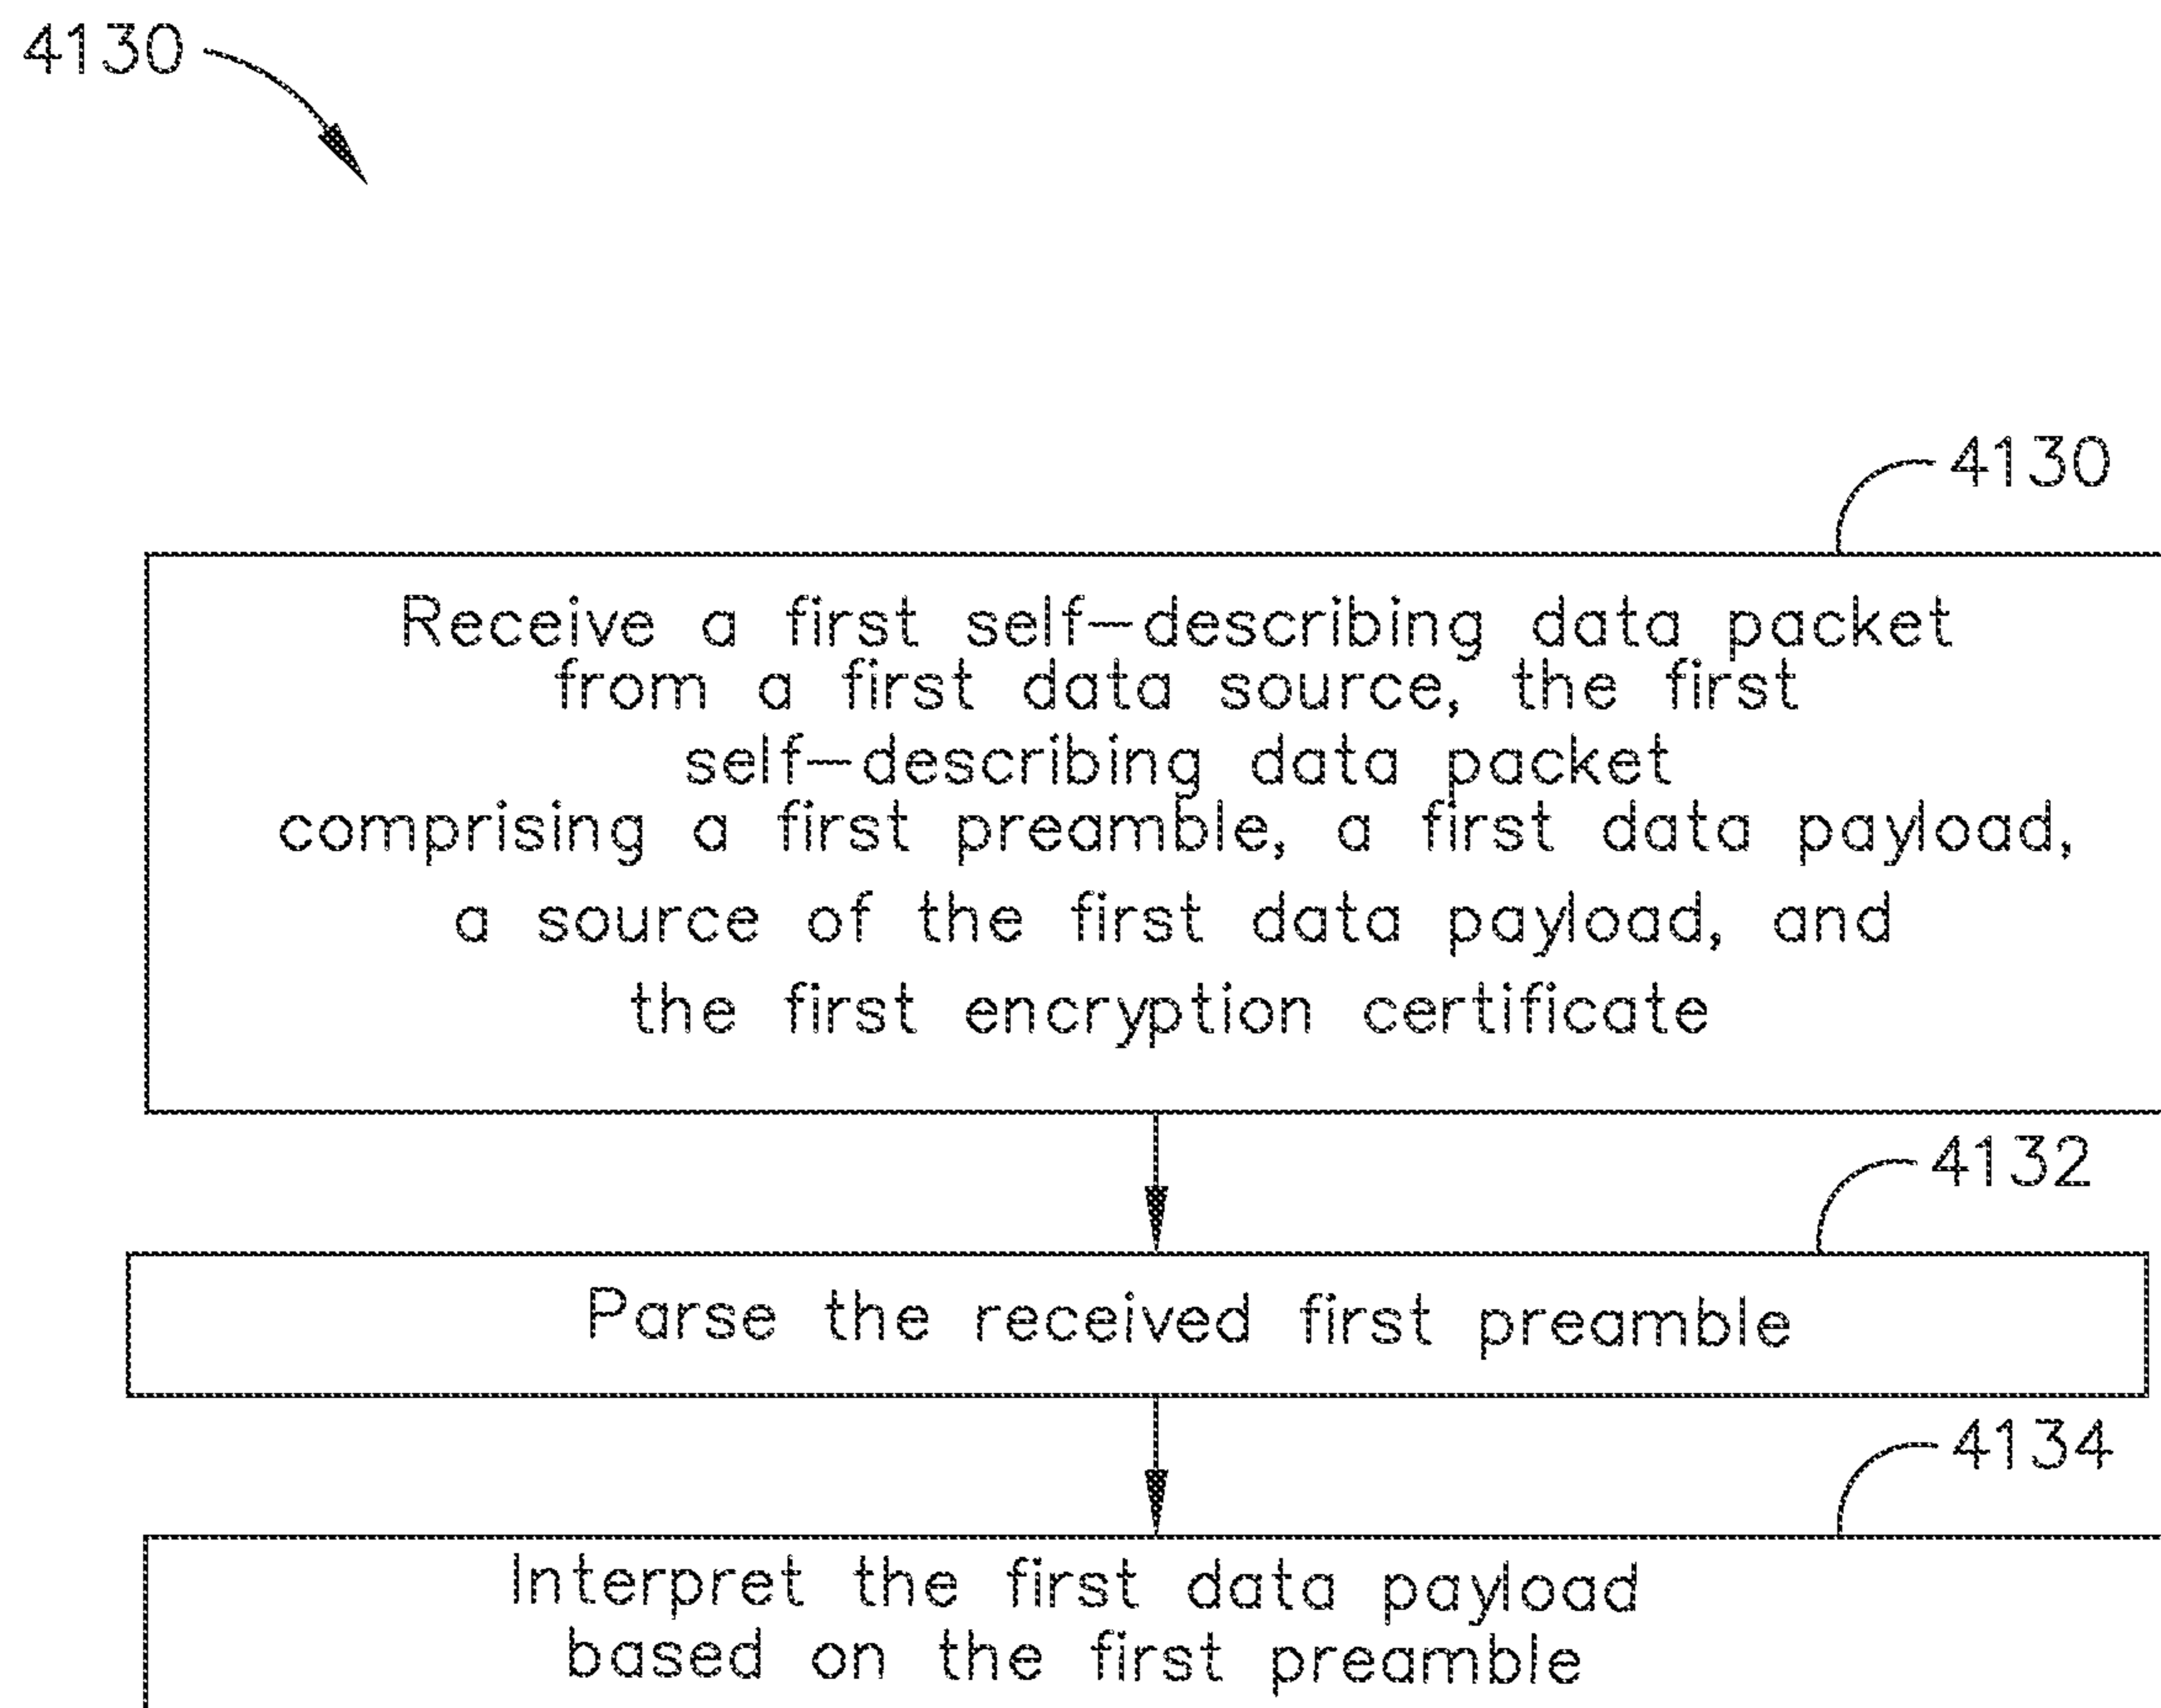 4130
4130
Receive a first self-describing data packet
from a first data source, the first
self-describing data packet
comprising a first preamble, a first data payload,
a source of the first data payload, and
the first encryption certificate
4132
Parse the received first preamble
4134
Interpret the first data payload
based on the first preamble